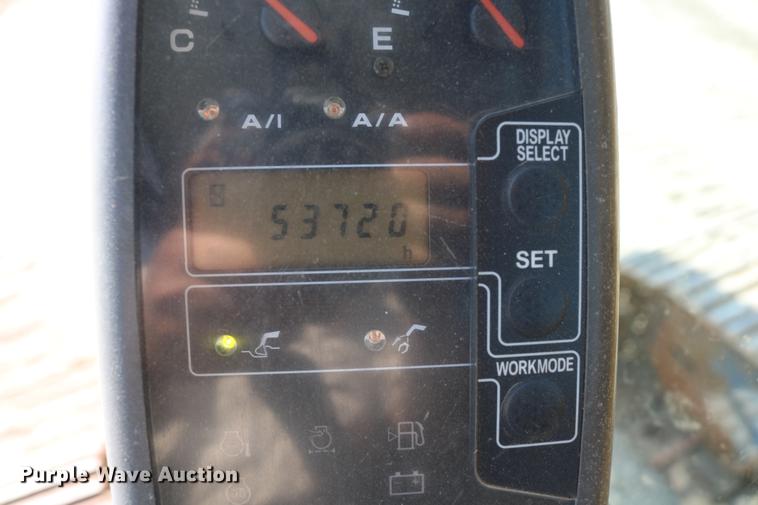 C
E
A/I
A/A
DISPLAY
SELECT
53720
h
SET
WORKMODE
Purple Wave Auction